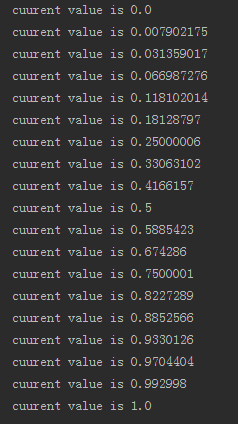 cuurent value is 0.0
cuurent value is 0.007902175
cuurent value is 0.031359017
cuurent value is 0.066987276
cuurent value is 0.118102014
cuurent value is 0.18128797
cuurent value is 0.25000006
cuurent value is 0.33063102
cuurent value is 0.4166157
cuurent value is 0.5
cuurent value is 0.5885423
cuurent value is 0.674286
cuurent value is 0.7500001
cuurent value is 0.8227289
cuurent value is 0.8852566
cuurent value is 0.9330126
cuurent value is 0.9704404
cuurent value is 0.992998
cuurent value is 1.0